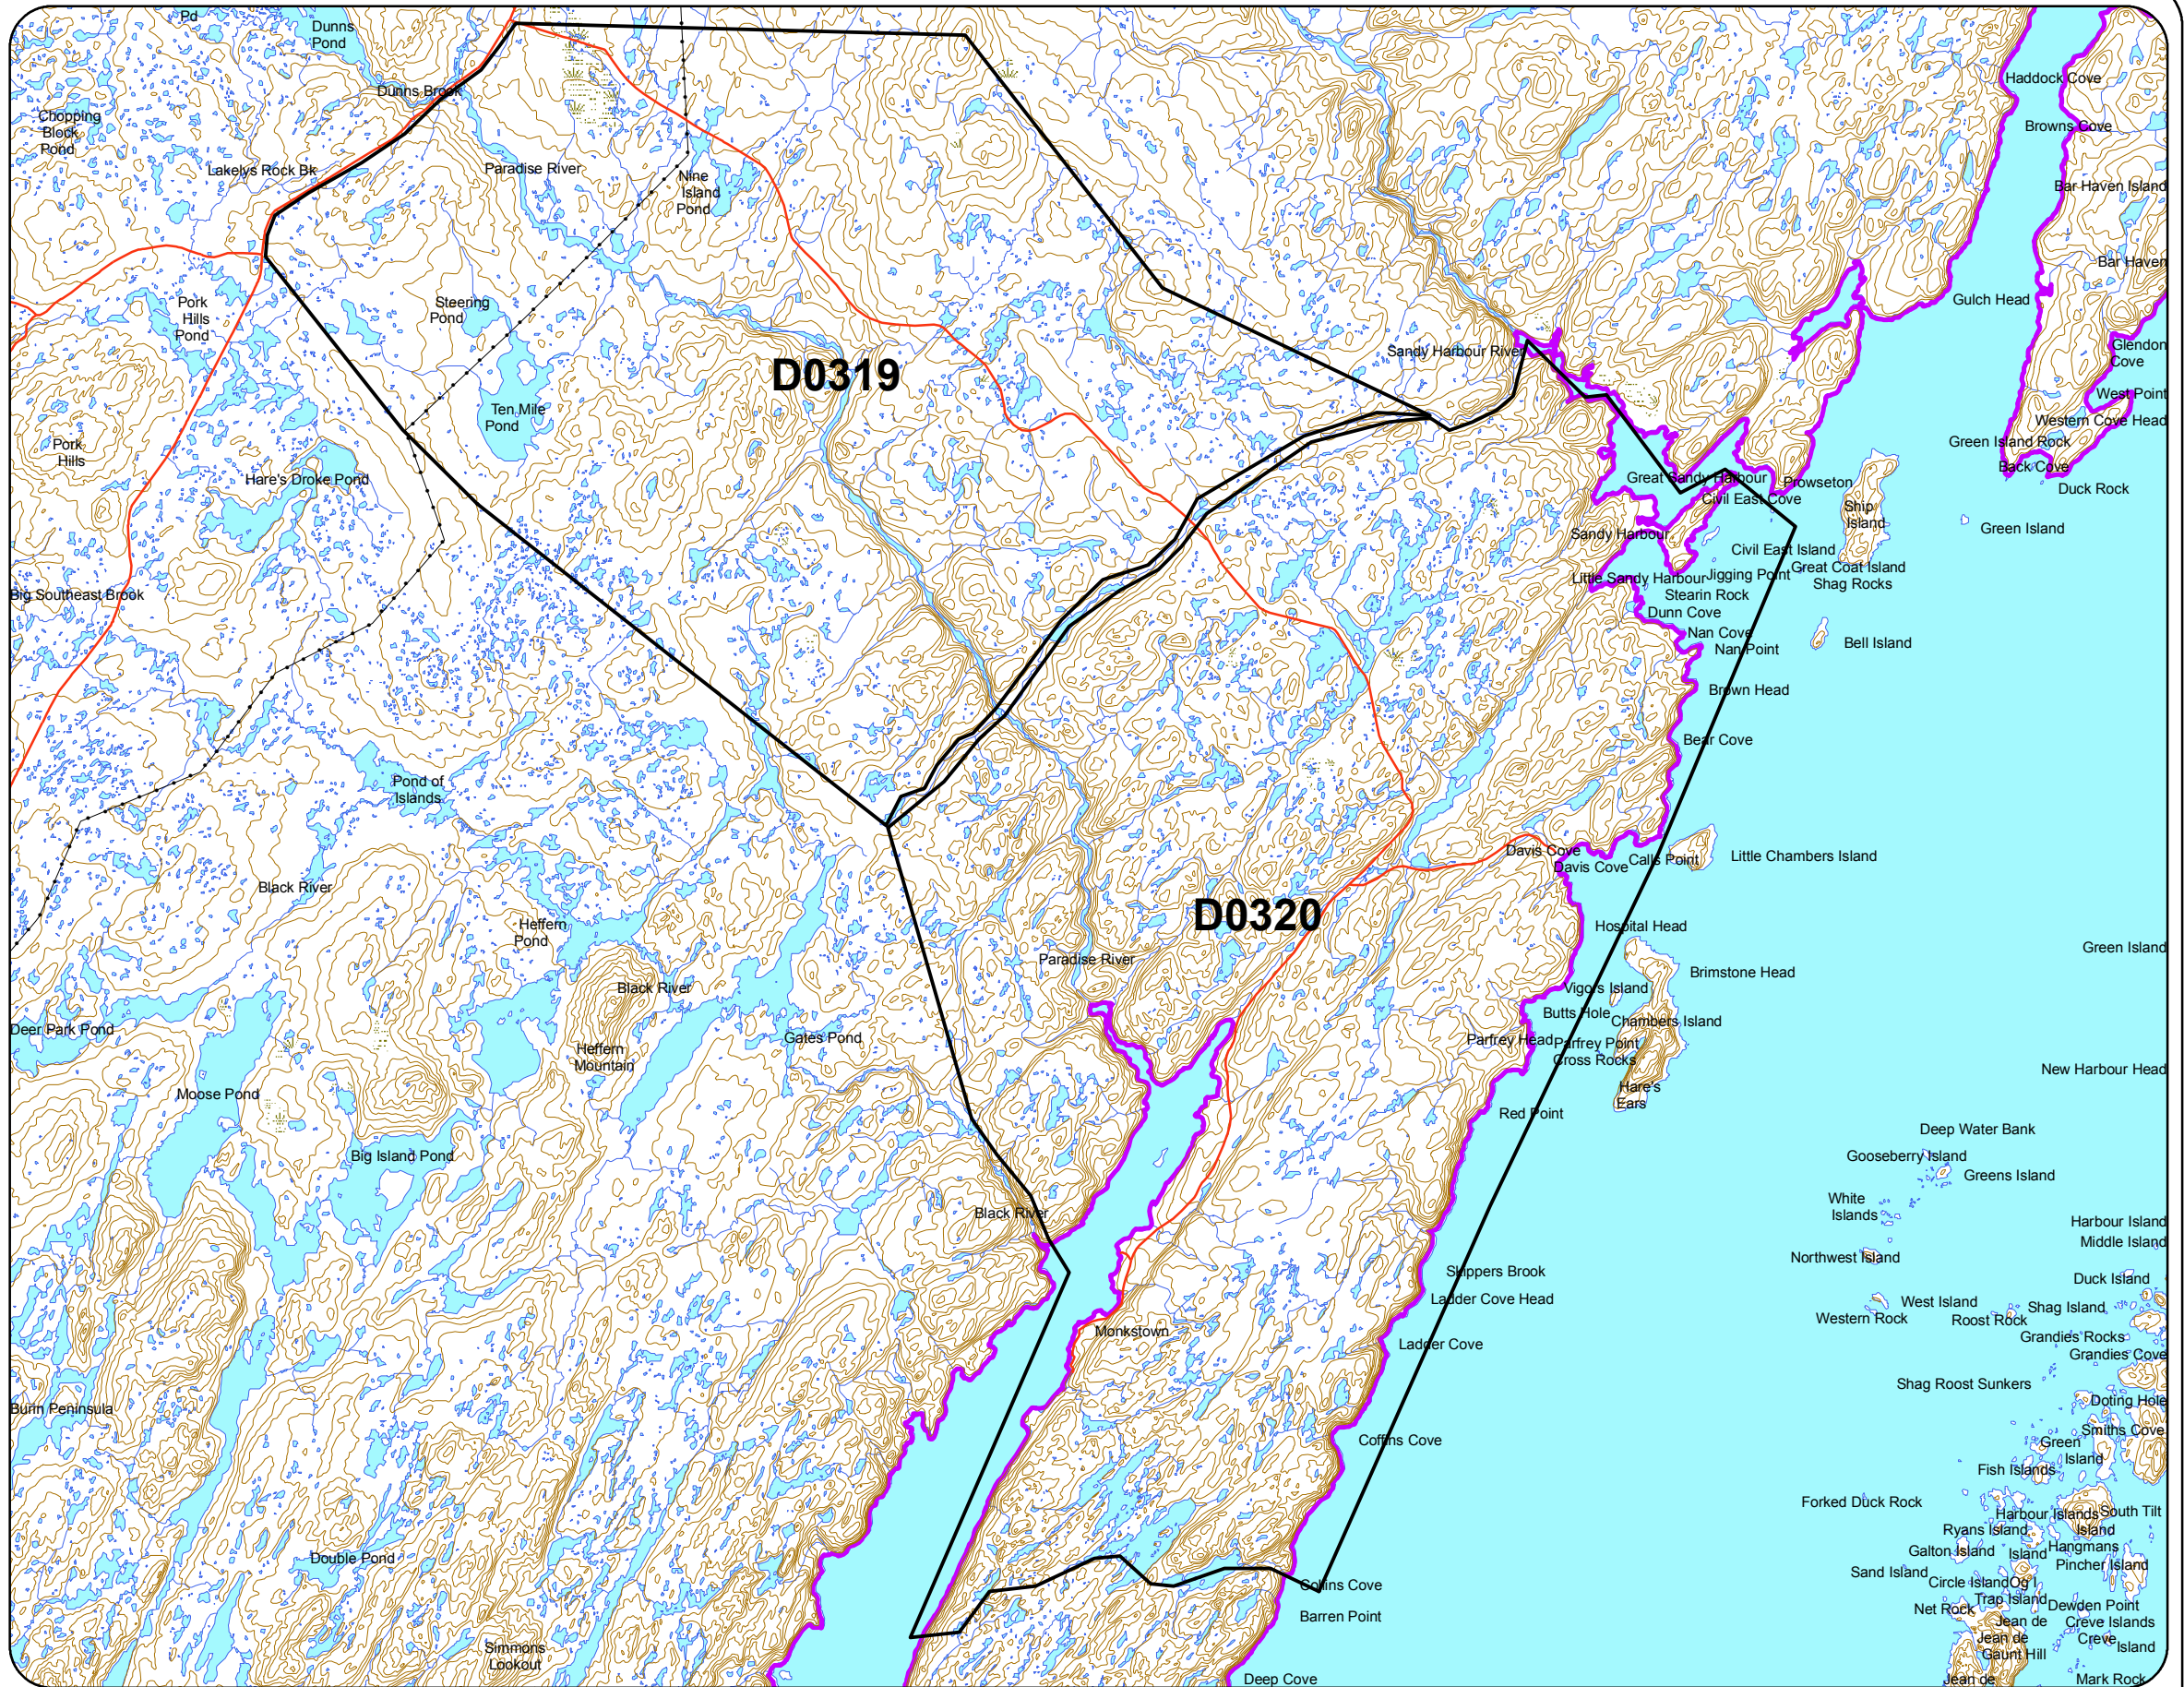 Pd
Dunns
Pond
Haddock Cove
Dunns Brook
Chopping
Block
Pond
Browns Cove
Lakelys Rock Bk
Paradise River
Nine
Island
Pond
Bar Haven Island
Bar Haven
Pork
Hills
Pond
Steering
Pond
Gulch Head
Sandy Harbour River
Glendon
Cove
D0319
West Point
Ten Mile
Pond
Western Cove Head
Pork
Hills
Green Island Rock
Back Cove
Hare's Droke Pond
Great Sandy Harbour
Prowseton
Duck Rock
Civil East Cove
Ship
Island
Green Island
Sandy Harbour
Civil East Island
Great Coat Island
Little Sandy Harbour
Jigging Point
Shag Rocks
Big Southeast Brook
Stearin Rock
Dunn Cove
Nan Cove
Nan Point
Bell Island
Brown Head
Bear Cove
Pond of
Islands
Davis Cove
Davis Cove
Calls Point
Little Chambers Island
Black River
D0320
Heffern
Pond
Hospital Head
Green Island
Paradise River
Brimstone Head
Black River
Vigors Island
Butts Hole
Chambers Island
Deer Park Pond
Gates Pond
Parfrey Head
Parfrey Point
Cross Rocks
Heffern
Mountain
New Harbour Head
Moose Pond
Hare's
Ears
Red Point
Deep Water Bank
Big Island Pond
Gooseberry Island
Greens Island
White
Islands
Black River
Harbour Island
Middle Island
Northwest Island
Skippers Brook
Duck Island
Ladder Cove Head
West Island
Shag Island
Western Rock
Roost Rock
Monkstown
Grandies Rocks
Ladder Cove
Grandies Cove
Shag Roost Sunkers
Burin Peninsula
Doting Hole
Coffins Cove
Smiths Cove
Green
Island
Fish Islands
Forked Duck Rock
Harbour Islands
South Tilt
Island
Ryans Island
Hangmans
Island
Galton Island
Double Pond
Pincher Island
Sand Island
Circle Island
Og I
Collins Cove
Trap Island
Dewden Point
Net Rock
Barren Point
Jean de
Creve Islands
Jean de
Gaunt Hill
Creve
Island
Simmons
Lookout
Deep Cove
Jean de
Mark Rock